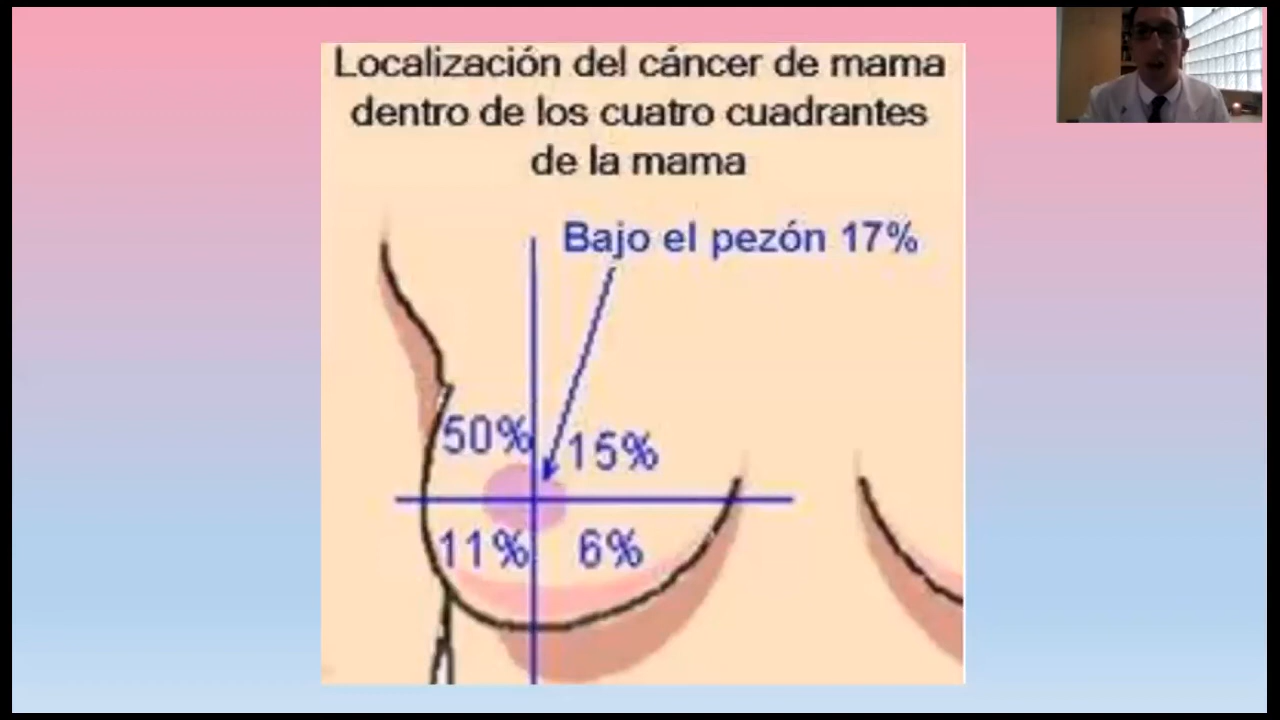 Localización del cáncer de mama
dentro de los cuatro cuadrantes
de la mama
Bajo el pezón 17%
50%
15%
11%
6%